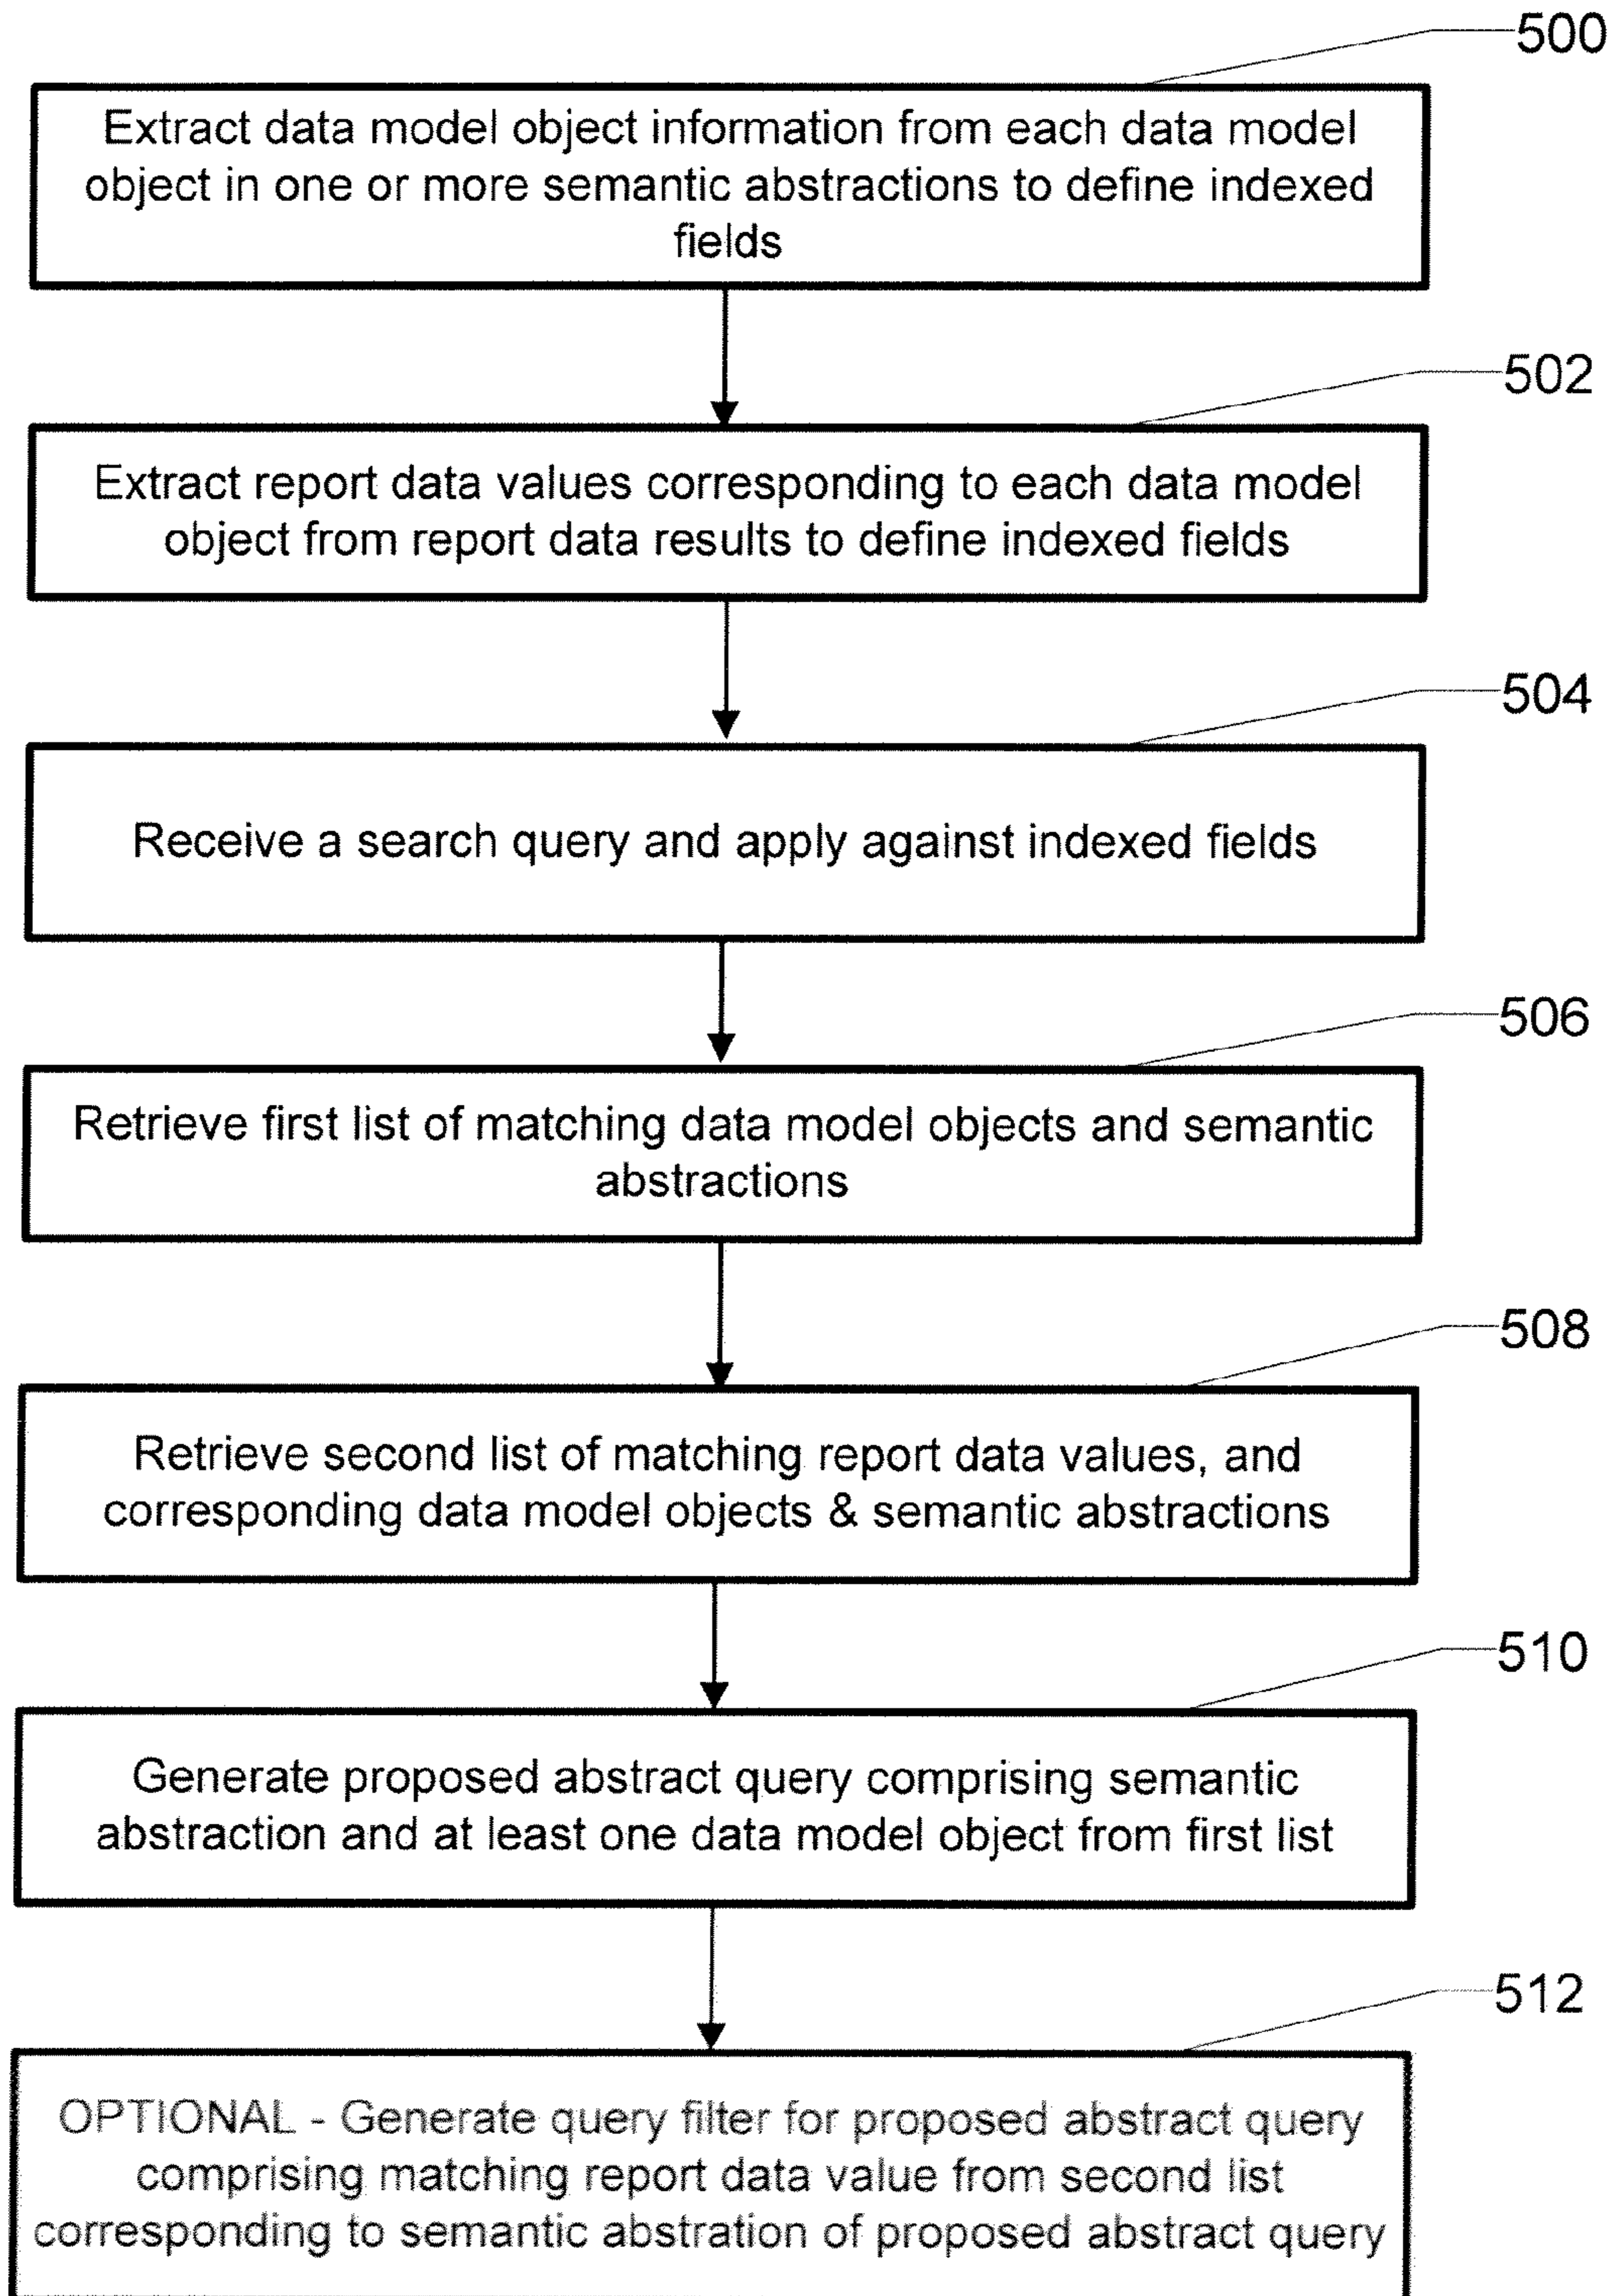 500
Extract data model object information from each data model
object in one or more semantic abstractions to define indexed
fields
502
Extract report data values corresponding to each data model
object from report data results to define indexed fields
504
Receive a search query and apply against indexed fields
506
Retrieve first list of matching data model objects and semantic
abstractions
508
Retrieve second list of matching report data values, and
corresponding data model objects & semantic abstractions
510
Generate proposed abstract query comprising semantic
abstraction and at least one data model object from first list
512
OPTIONAL - Generate query filter for proposed abstract query
comprising matching report data value from second list
corresponding to semantic abstration of proposed abstract query